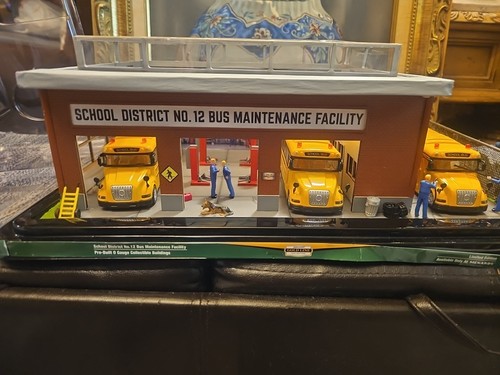 SCHOOL DISTRICT NO. 12 BUS MAINTENANCE FACILITY
School District No.12 Bus Maintenance Facility
Pre-Built O Gauge Collectible Buildings
Limited Edition